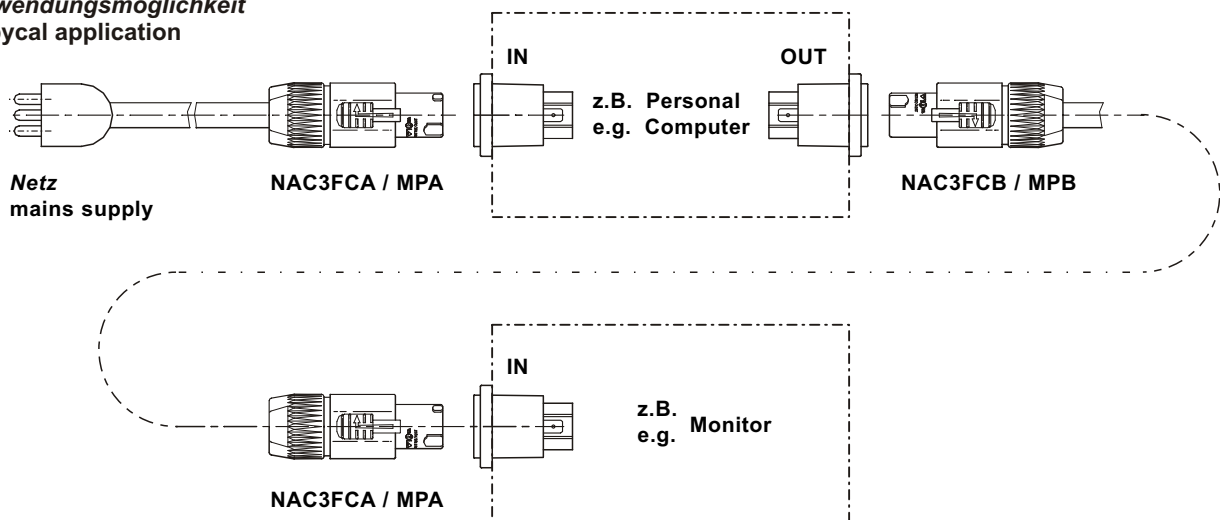 wendungsmöglichkeit
ycal application
IN
OUT
z.B. Personal
e.g. Computer
Netz
mains supply
NAC3FCA / MPA
NAC3FCB / MPB
IN
z.B.
e.g. Monitor
NAC3FCA / MPA